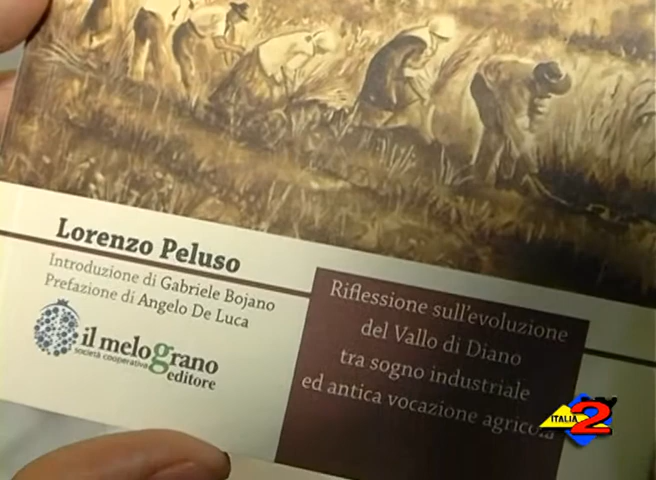 Lorenzo Peluso
Introduzione di Gabriele Bojano
Prefazione di Angelo De Luca
il melograno
società cooperativa
editore
Riflessione sull'evoluzione
del Vallo di Diano
tra sogno industriale
ed antica vocazione agricola
ITALIA 2